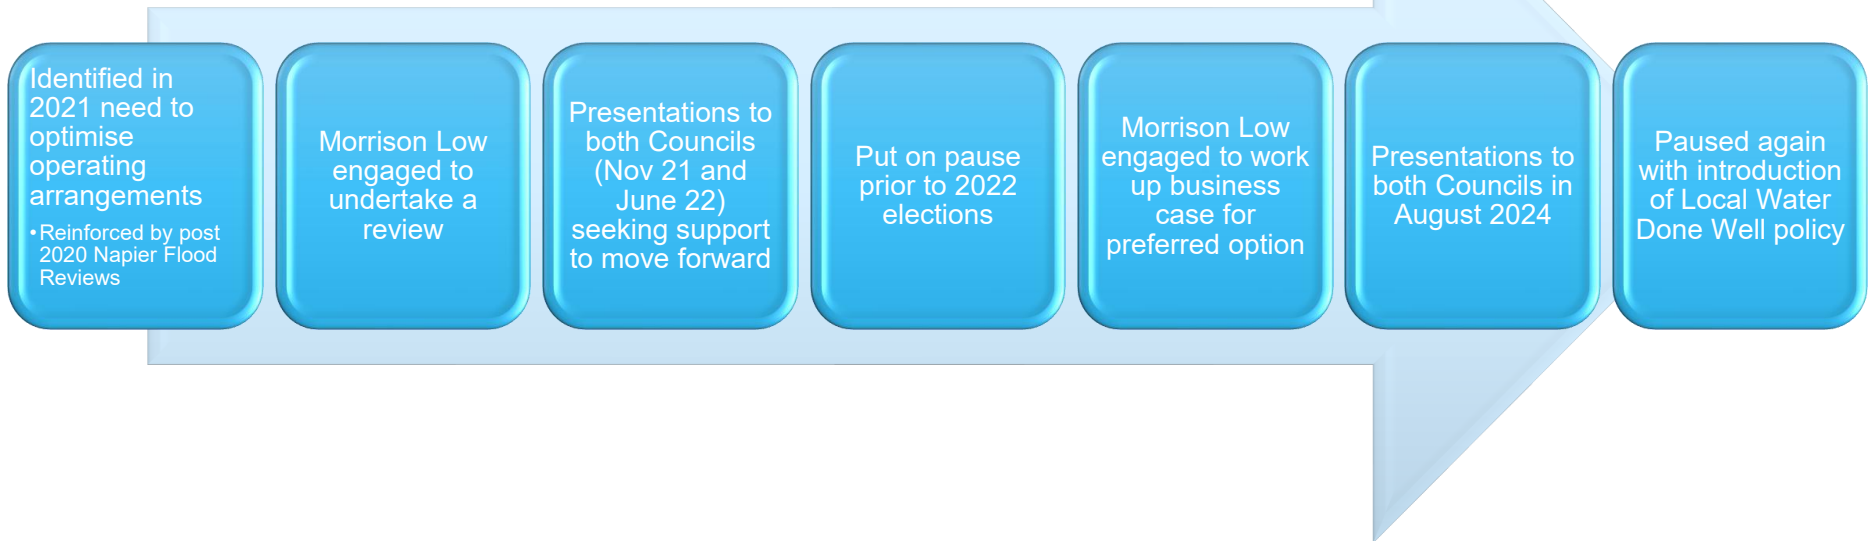 Identified in
2021 need to
optimise
operating
arrangements
•Reinforced by post
2020 Napier Flood
Reviews
Morrison Low
engaged to
undertake a
review
Presentations to
both Councils
(Nov 21 and
June 22)
seeking support
to move forward
Put on pause
prior to 2022
elections
Morrison Low
engaged to work
up business
case for
preferred option
Presentations to
both Councils in
August 2024
Paused again
with introduction
of Local Water
Done Well policy